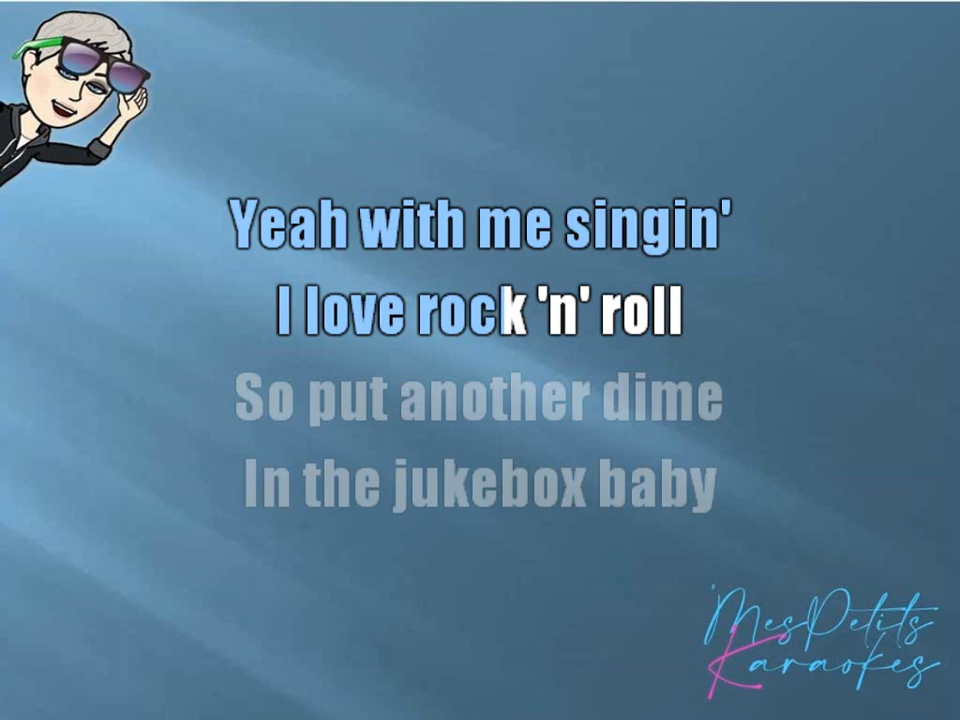 Yeah with me singin'
I love rock 'n' roll
So put another dime
In the jukebox baby
MesPetits
Karaokes